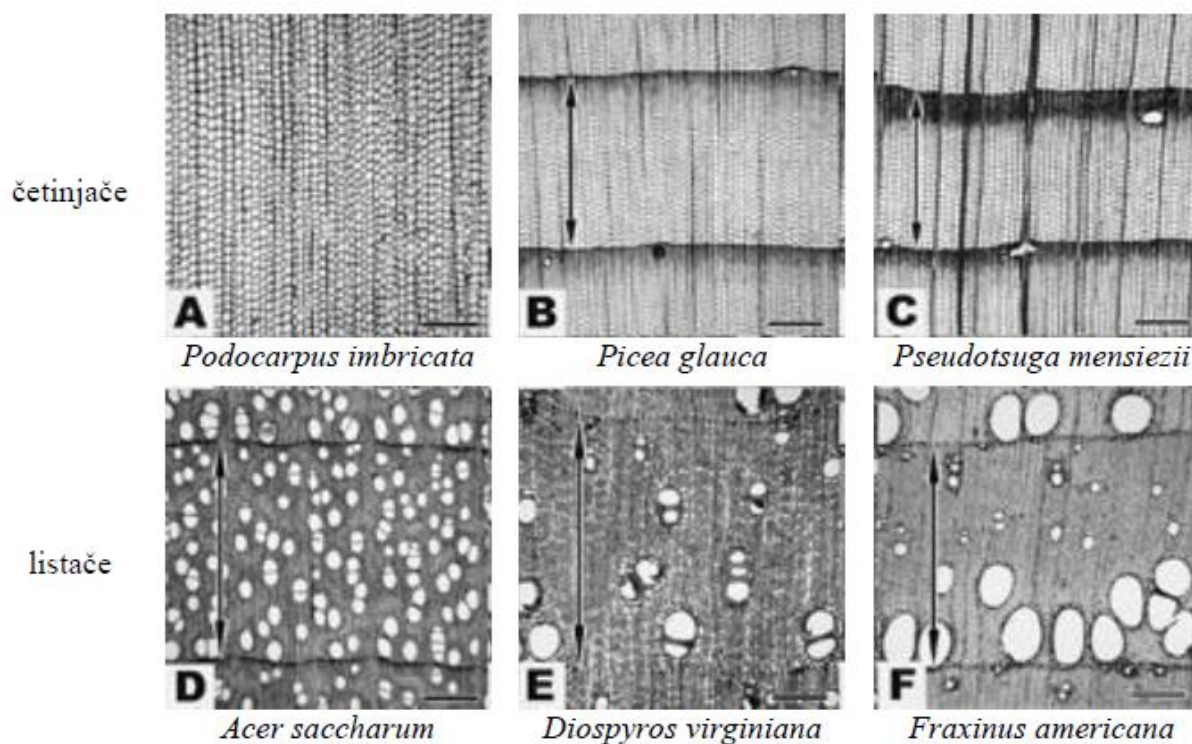 četinjače
A
B
C
Podocarpus imbricata
Picea glauca
Pseudotsuga mensiezii
listače
D
E
F
Acer saccharum
Diospyros virginiana
Fraxinus americana